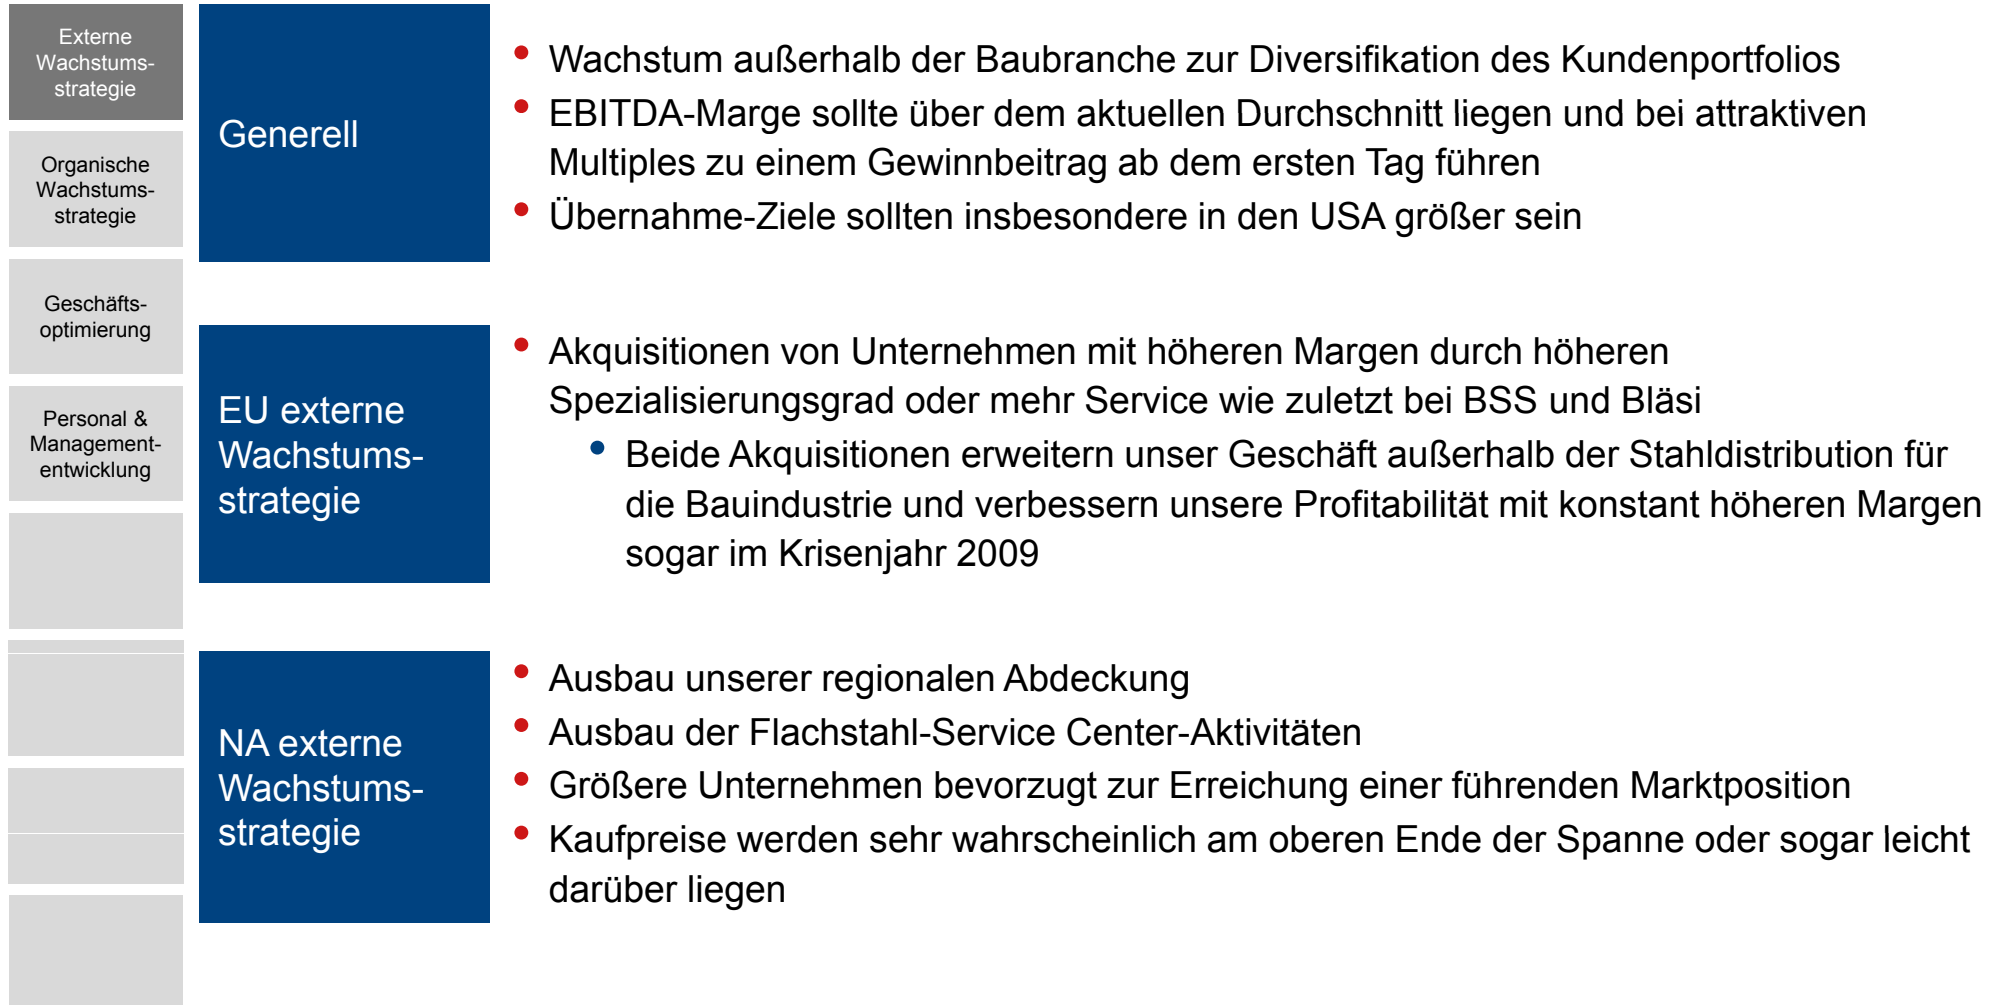 Externe
Wachstums-
strategie
Organische
Wachstums-
strategie
Geschäfts-
optimierung
Personal &
Management-
entwicklung
Generell
• Wachstum außerhalb der Baubranche zur Diversifikation des Kundenportfolios
• EBITDA-Marge sollte über dem aktuellen Durchschnitt liegen und bei attraktiven
Multiples zu einem Gewinnbeitrag ab dem ersten Tag führen
• Übernahme-Ziele sollten insbesondere in den USA größer sein
EU externe
Wachstums-
strategie
• Akquisitionen von Unternehmen mit höheren Margen durch höheren
Spezialisierungsgrad oder mehr Service wie zuletzt bei BSS und Bläsi
• Beide Akquisitionen erweitern unser Geschäft außerhalb der Stahldistribution für
die Bauindustrie und verbessern unsere Profitabilität mit konstant höheren Margen
sogar im Krisenjahr 2009
NA externe
Wachstums-
strategie
• Ausbau unserer regionalen Abdeckung
• Ausbau der Flachstahl-Service Center-Aktivitäten
• Größere Unternehmen bevorzugt zur Erreichung einer führenden Marktposition
• Kaufpreise werden sehr wahrscheinlich am oberen Ende der Spanne oder sogar leicht
darüber liegen